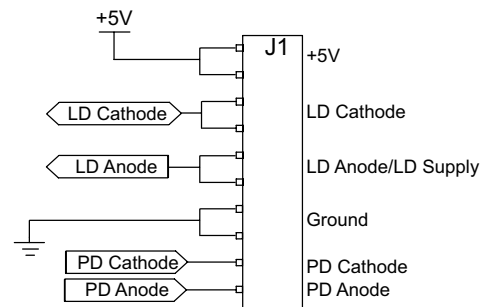 +5V
J1
+5V
LD Cathode
LD Cathode
LD Anode
LD Anode/LD Supply
Ground
PD Cathode
PD Cathode
PD Anode
PD Anode